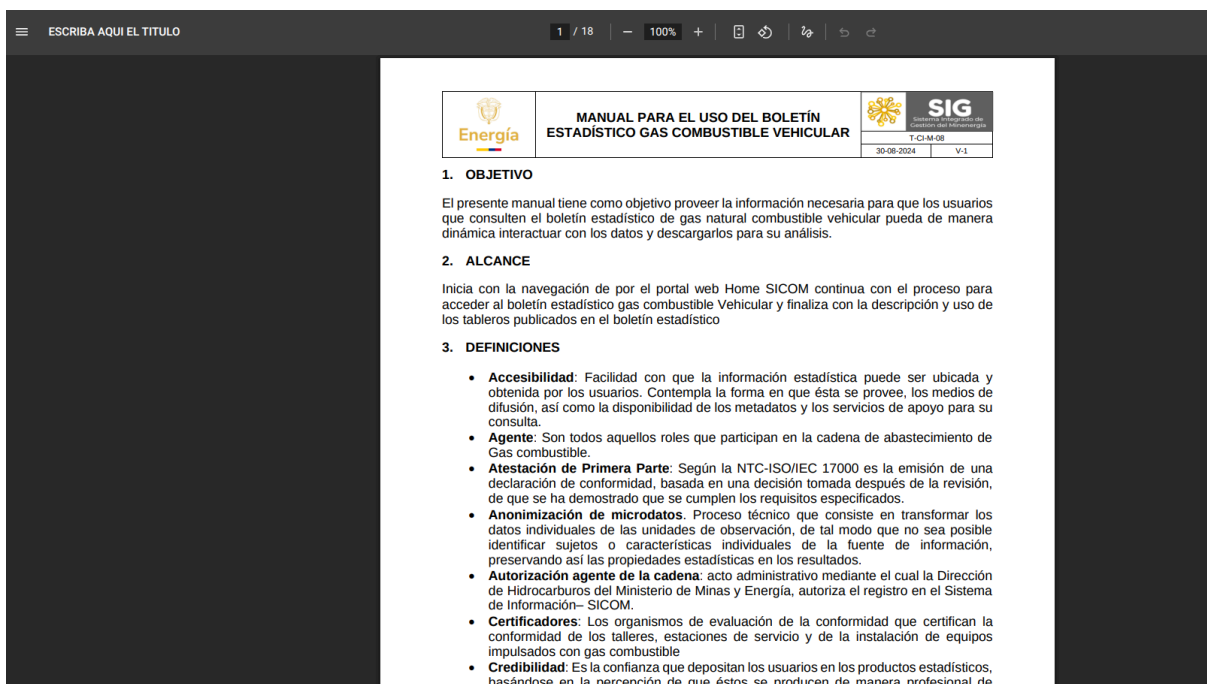 ESCRIBA AQUI EL TITULO
1 / 18
100%
Energía
MANUAL PARA EL USO DEL BOLETÍN
ESTADÍSTICO GAS COMBUSTIBLE VEHICULAR
SIG
Sistema Integrado de
Gestión del Minenergía
T-CI-M-08
30-08-2024 V-1
1. OBJETIVO
El presente manual tiene como objetivo proveer la información necesaria para que los usuarios
que consulten el boletín estadístico de gas natural combustible vehicular pueda de manera
dinámica interactuar con los datos y descargarlos para su análisis.
2. ALCANCE
Inicia con la navegación de por el portal web Home SICOM continua con el proceso para
acceder al boletín estadístico gas combustible Vehicular y finaliza con la descripción y uso de
los tableros publicados en el boletín estadístico
3. DEFINICIONES
• Accesibilidad: Facilidad con que la información estadística puede ser ubicada y
obtenida por los usuarios. Contempla la forma en que ésta se provee, los medios de
difusión, así como la disponibilidad de los metadatos y los servicios de apoyo para su
consulta.
• Agente: Son todos aquellos roles que participan en la cadena de abastecimiento de
Gas combustible.
• Atestación de Primera Parte: Según la NTC-ISO/IEC 17000 es la emisión de una
declaración de conformidad, basada en una decisión tomada después de la revisión,
de que se ha demostrado que se cumplen los requisitos especificados.
• Anonimización de microdatos. Proceso técnico que consiste en transformar los
datos individuales de las unidades de observación, de tal modo que no sea posible
identificar sujetos o características individuales de la fuente de información,
preservando así las propiedades estadísticas en los resultados.
• Autorización agente de la cadena: acto administrativo mediante el cual la Dirección
de Hidrocarburos del Ministerio de Minas y Energía, autoriza el registro en el Sistema
de Información– SICOM.
• Certificadores: Los organismos de evaluación de la conformidad que certifican la
conformidad de los talleres, estaciones de servicio y de la instalación de equipos
impulsados con gas combustible
• Credibilidad: Es la confianza que depositan los usuarios en los productos estadísticos,
basándose en la percepción de que éstos se producen de manera profesional de